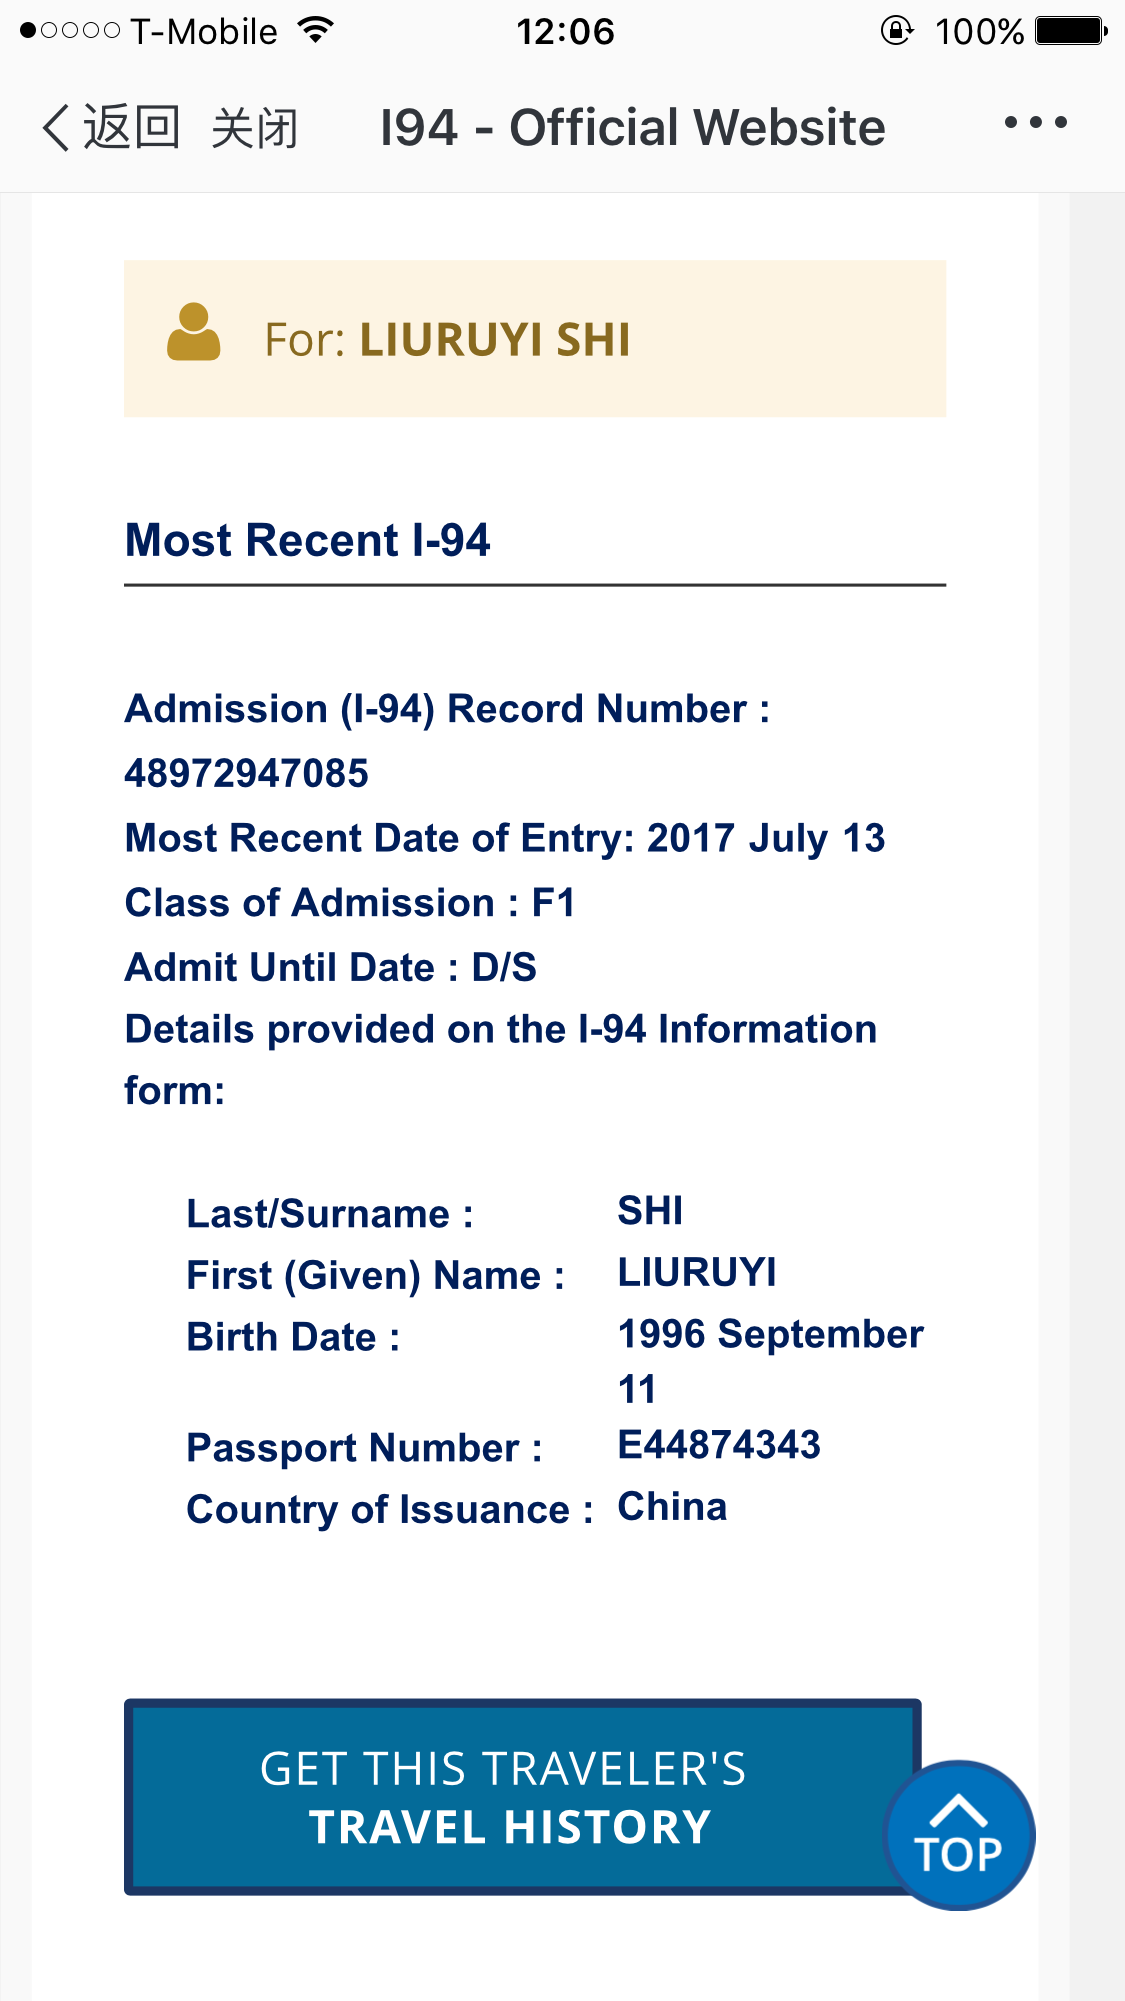 T-Mobile 12:06 100%
返回 关闭 I94 - Official Website
For: LIURUYI SHI
Most Recent I-94
Admission (I-94) Record Number :
48972947085
Most Recent Date of Entry: 2017 July 13
Class of Admission : F1
Admit Until Date : D/S
Details provided on the I-94 Information
form:
Last/Surname : SHI
First (Given) Name : LIURUYI
Birth Date : 1996 September
11
Passport Number : E44874343
Country of Issuance : China
GET THIS TRAVELER'S
TRAVEL HISTORY
TOP